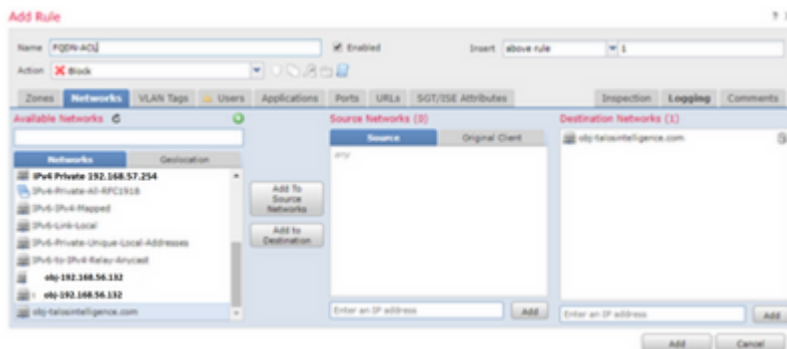 Add Rule
?
Name FQDN-ACL Enabled Insert above rule 1
Action Block
Zones Networks VLAN Tags Users Applications Ports URLs SGT/ISE Attributes Inspection Logging Comments
Available Networks Source Networks (0) Destination Networks (1)
Networks Geolocation
Source Original Client
IPv4 Private 192.168.57.254
IPv4-Private-All-RFC1918
IPv6-IPv4-Mapped
IPv6-Link-Local
IPv6-Private-Unique-Local-Addresses
IPv6-to-IPv4-Relay-Anycast
obj-192.168.56.132
obj-192.168.56.132
obj-talosintelligence.com
Add To Source Networks
Add to Destination
any
Enter an IP address Add
obj-talosintelligence.com
Enter an IP address Add
Add Cancel